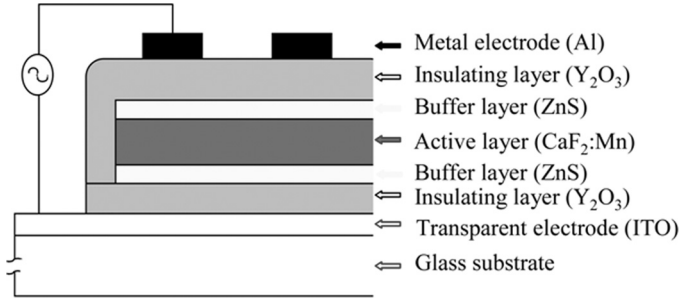 Metal electrode (Al)
Insulating layer (Y₂O₃)
Buffer layer (ZnS)
Active layer (CaF₂:Mn)
Buffer layer (ZnS)
Insulating layer (Y₂O₃)
Transparent electrode (ITO)
Glass substrate